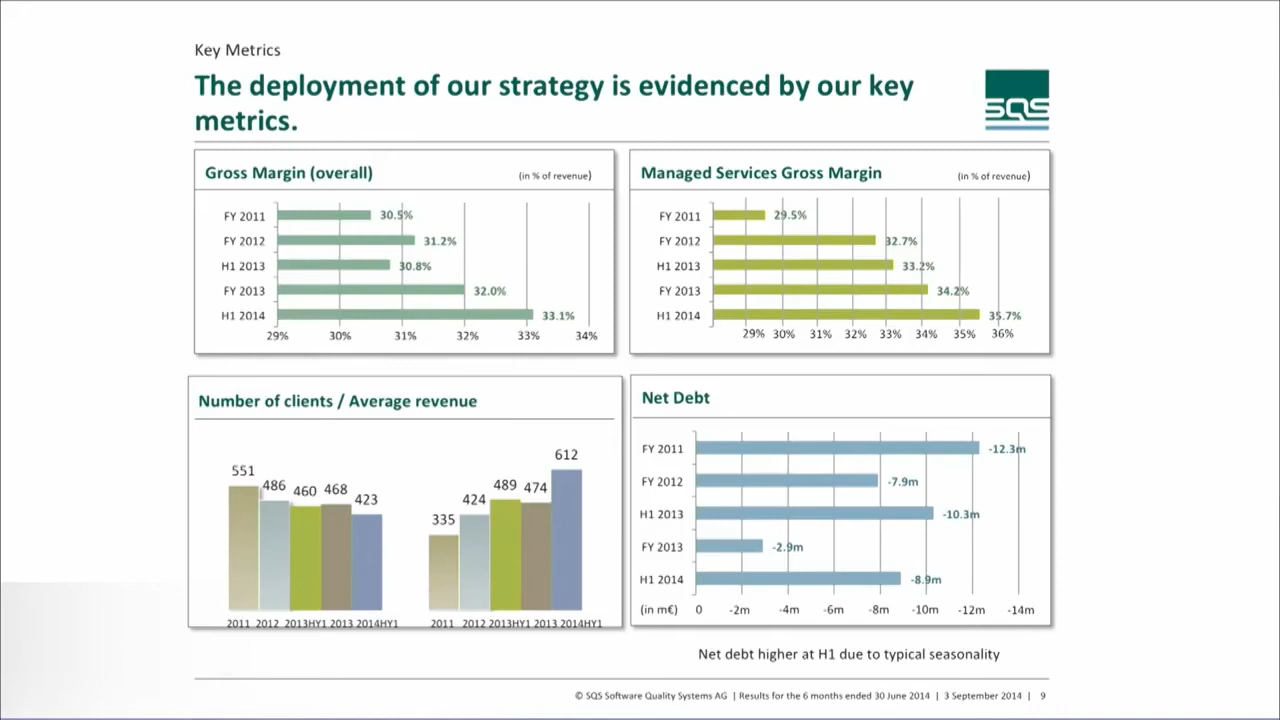 Key Metrics
The deployment of our strategy is evidenced by our key
metrics.
SQS
Gross Margin (overall) (in % of revenue)
FY 2011 30.5%
FY 2012 31.2%
H1 2013 30.8%
FY 2013 32.0%
H1 2014 33.1%
29% 30% 31% 32% 33% 34%
Managed Services Gross Margin (in % of revenue)
FY 2011 29.5%
FY 2012 32.7%
H1 2013 33.2%
FY 2013 34.2%
H1 2014 35.7%
29% 30% 31% 32% 33% 34% 35% 36%
Number of clients / Average revenue
551 486 460 468 423
335 424 489 474 612
2011 2012 2013HY1 2013 2014HY1
2011 2012 2013HY1 2013 2014HY1
Net Debt
FY 2011 -12.3m
FY 2012 -7.9m
H1 2013 -10.3m
FY 2013 -2.9m
H1 2014 -8.9m
(in m€) 0 -2m -4m -6m -8m -10m -12m -14m
Net debt higher at H1 due to typical seasonality
© SQS Software Quality Systems AG | Results for the 6 months ended 30 June 2014 | 3 September 2014 | 9